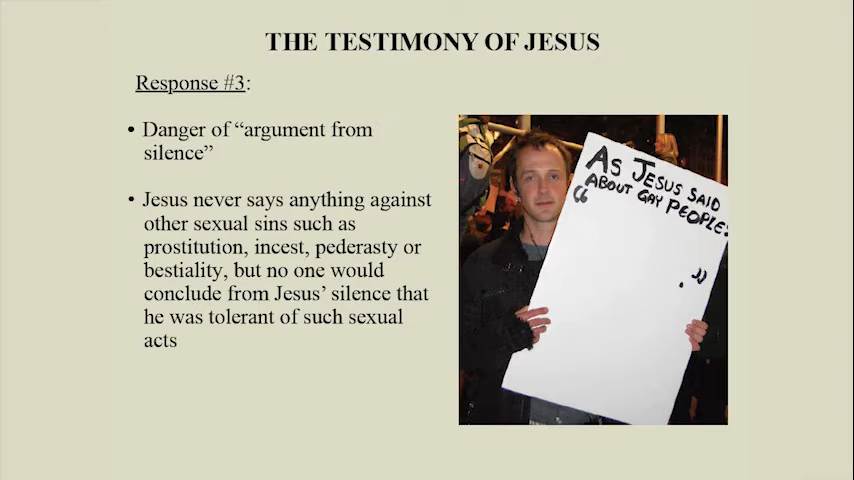 THE TESTIMONY OF JESUS
Response #3:
• Danger of “argument from
silence”
• Jesus never says anything against
other sexual sins such as
prostitution, incest, pederasty or
bestiality, but no one would
conclude from Jesus’ silence that
he was tolerant of such sexual
acts
AS JESUS SAID
ABOUT GAY PEOPLE:
“
.”